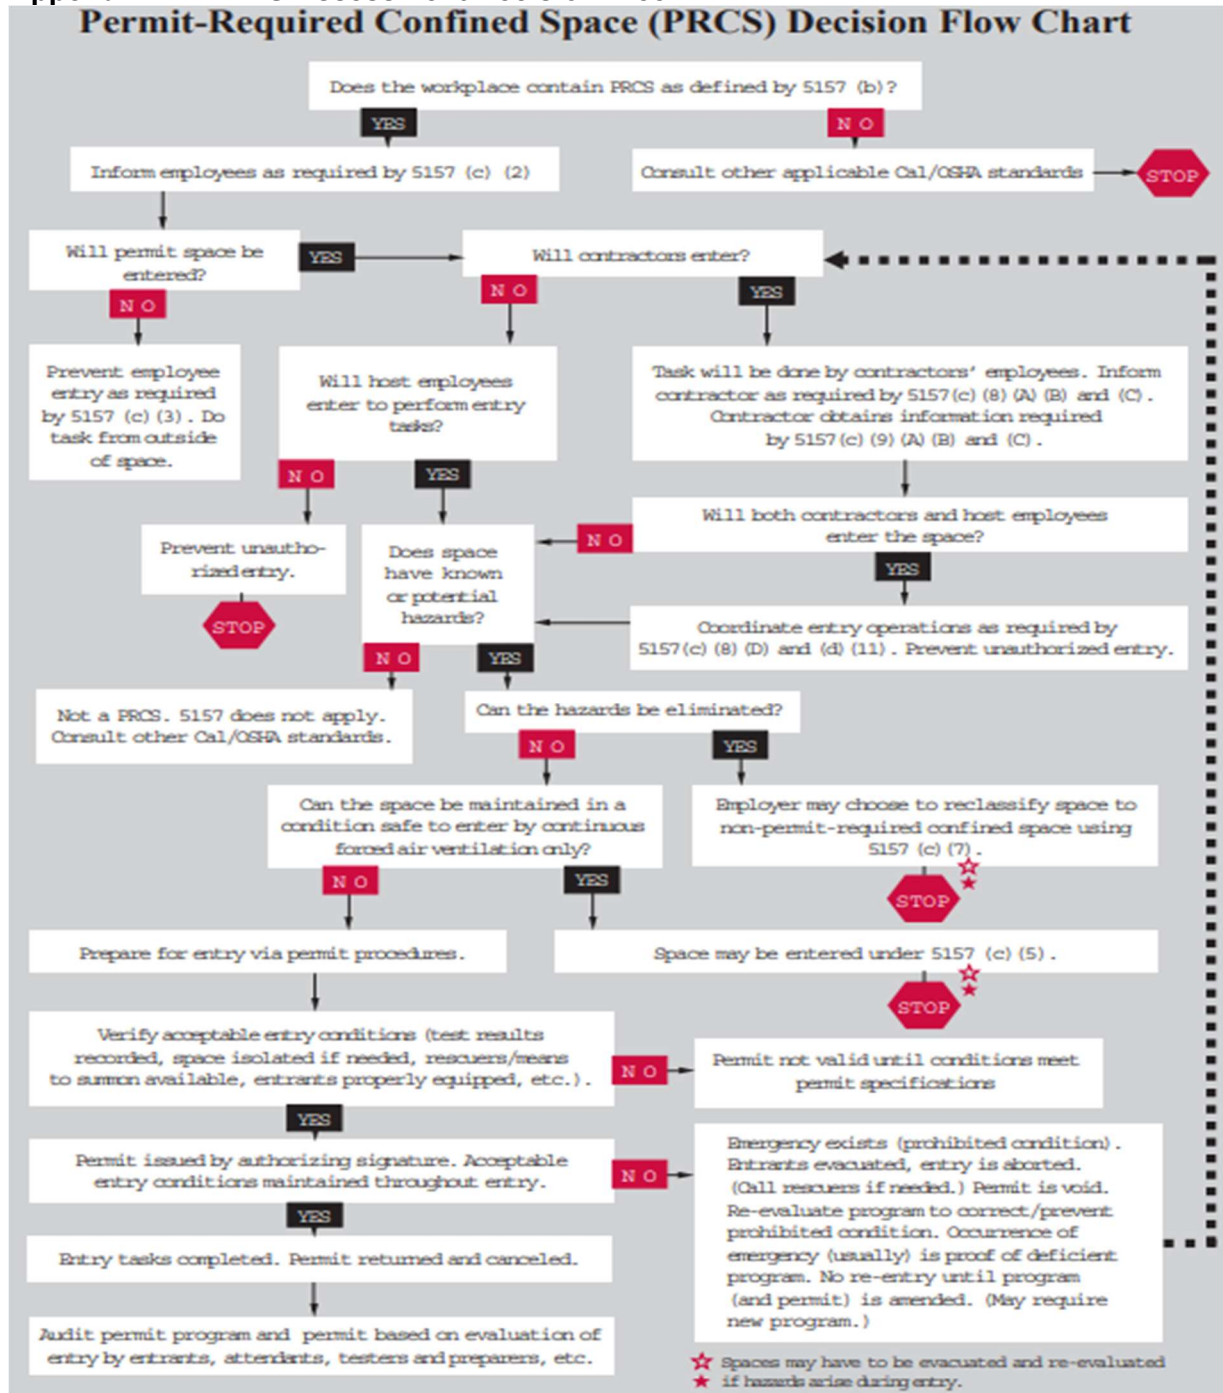 Permit-Required Confined Space (PRCS) Decision Flow Chart
Does the workplace contain PRCS as defined by 5157 (b)?
YES
NO
Inform employees as required by 5157 (c) (2)
Consult other applicable Cal/OSHA standards
STOP
Will permit space be
entered?
YES
Will contractors enter?
NO
NO
YES
Prevent employee
entry as required
by 5157 (c) (3). Do
task from outside
of space.
Will host employees
enter to perform entry
tasks?
Task will be done by contractors' employees. Inform
contractor as required by 5157(c) (8) (A) (B) and (C).
Contractor obtains information required
by 5157(c) (9) (A) (B) and (C).
NO
YES
Prevent unautho-
rized entry.
STOP
Does space
have known
or potential
hazards?
NO
Will both contractors and host employees
enter the space?
YES
Coordinate entry operations as required by
5157(c) (8) (D) and (d) (11). Prevent unauthorized entry.
NO
YES
Not a PRCS. 5157 does not apply.
Consult other Cal/OSHA standards.
Can the hazards be eliminated?
NO
YES
Can the space be maintained in a
condition safe to enter by continuous
forced air ventilation only?
Employer may choose to reclassify space to
non-permit-required confined space using
5157 (c) (7).
STOP
NO
YES
Prepare for entry via permit procedures.
Space may be entered under 5157 (c) (5).
STOP
Verify acceptable entry conditions (test results
recorded, space isolated if needed, rescuers/means
to summon available, entrants properly equipped, etc.).
NO
Permit not valid until conditions meet
permit specifications
YES
Permit issued by authorizing signature. Acceptable
entry conditions maintained throughout entry.
NO
Emergency exists (prohibited condition).
Entrants evacuated, entry is aborted.
(Call rescuers if needed.) Permit is void.
Re-evaluate program to correct/prevent
prohibited condition. Occurrence of
emergency (usually) is proof of deficient
program. No re-entry until program
(and permit) is amended. (May require
new program.)
YES
Entry tasks completed. Permit returned and canceled.
Audit permit program and permit based on evaluation of
entry by entrants, attendants, testers and preparers, etc.
Spaces may have to be evacuated and re-evaluated
if hazards arise during entry.